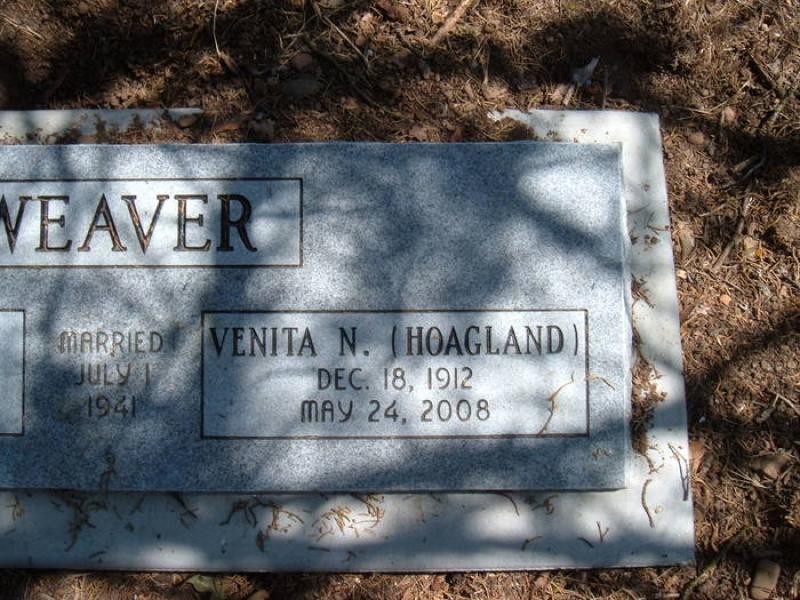 WEAVER
MARRIED
JULY 1
1941
VENITA N. (HOAGLAND)
DEC. 18, 1912
MAY 24, 2008